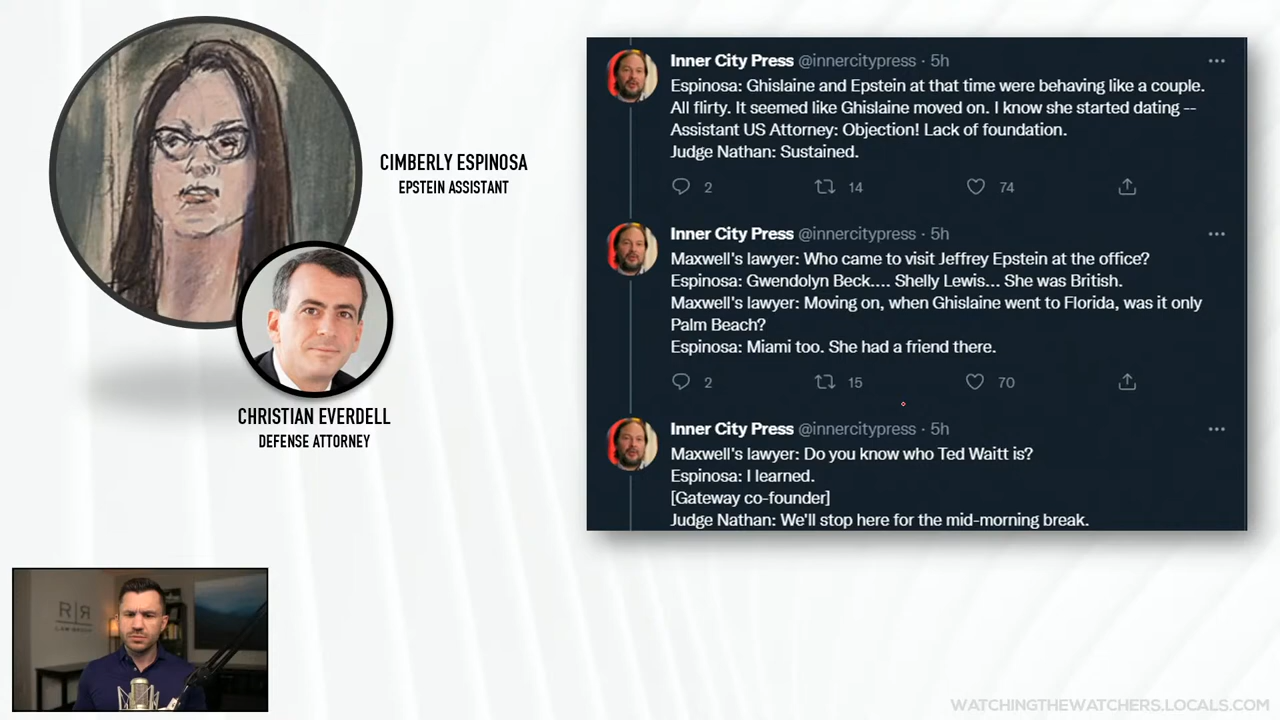 CIMBERLY ESPINOSA
EPSTEIN ASSISTANT
CHRISTIAN EVERDELL
DEFENSE ATTORNEY
Inner City Press @innercitypress · 5h
Espinosa: Ghislaine and Epstein at that time were behaving like a couple.
All flirty. It seemed like Ghislaine moved on. I know she started dating --
Assistant US Attorney: Objection! Lack of foundation.
Judge Nathan: Sustained.
2 14 74
Inner City Press @innercitypress · 5h
Maxwell's lawyer: Who came to visit Jeffrey Epstein at the office?
Espinosa: Gwendolyn Beck.... Shelly Lewis... She was British.
Maxwell's lawyer: Moving on, when Ghislaine went to Florida, was it only
Palm Beach?
Espinosa: Miami too. She had a friend there.
2 15 70
Inner City Press @innercitypress · 5h
Maxwell's lawyer: Do you know who Ted Waitt is?
Espinosa: I learned.
[Gateway co-founder]
Judge Nathan: We'll stop here for the mid-morning break.
WATCHINGTHEWATCHERS.LOCALS.COM